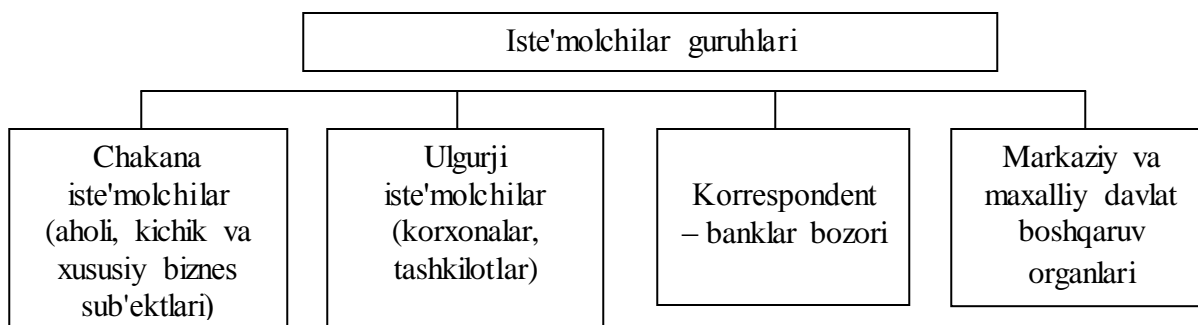 Iste'molchilar guruhlari
Chakana
iste'molchilar
(aholi, kichik va
xususiy biznes
sub'ektlari)
Ulgurji
iste'molchilar
(korxonalar,
tashkilotlar)
Korrespondent
– banklar bozori
Markaziy va
maxalliy davlat
boshqaruv
organlari